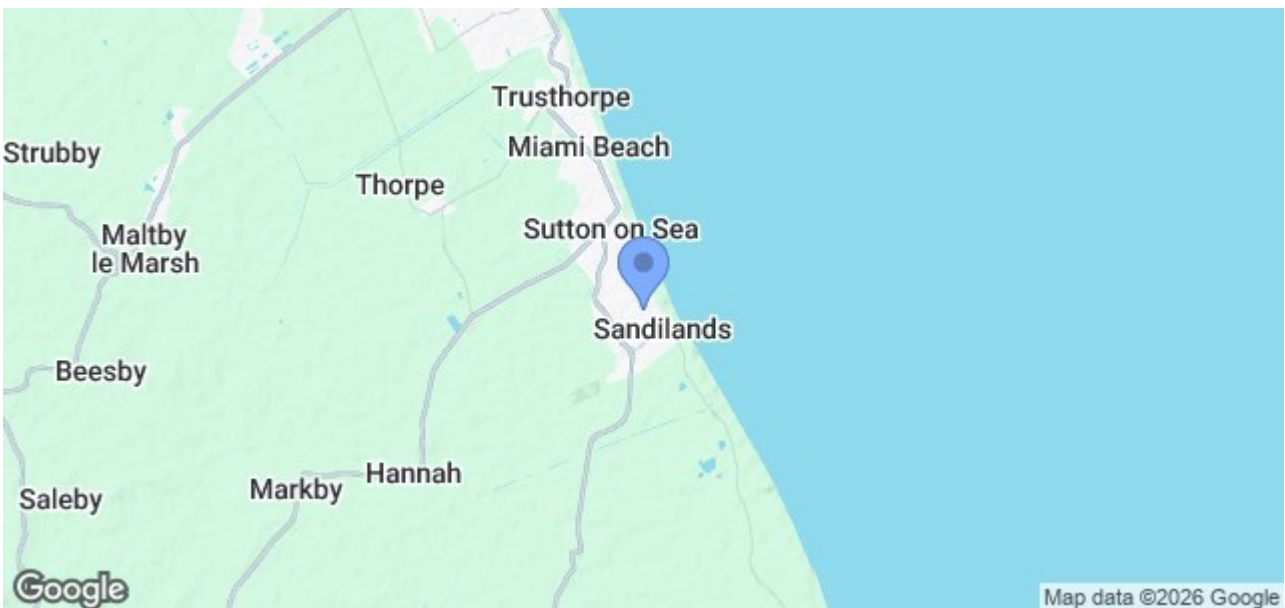 Trusthorpe
Miami Beach
Strubby
Thorpe
Sutton on Sea
Maltby
le Marsh
Sandilands
Beesby
Hannah
Markby
Saleby
Google
Map data ©2026 Google